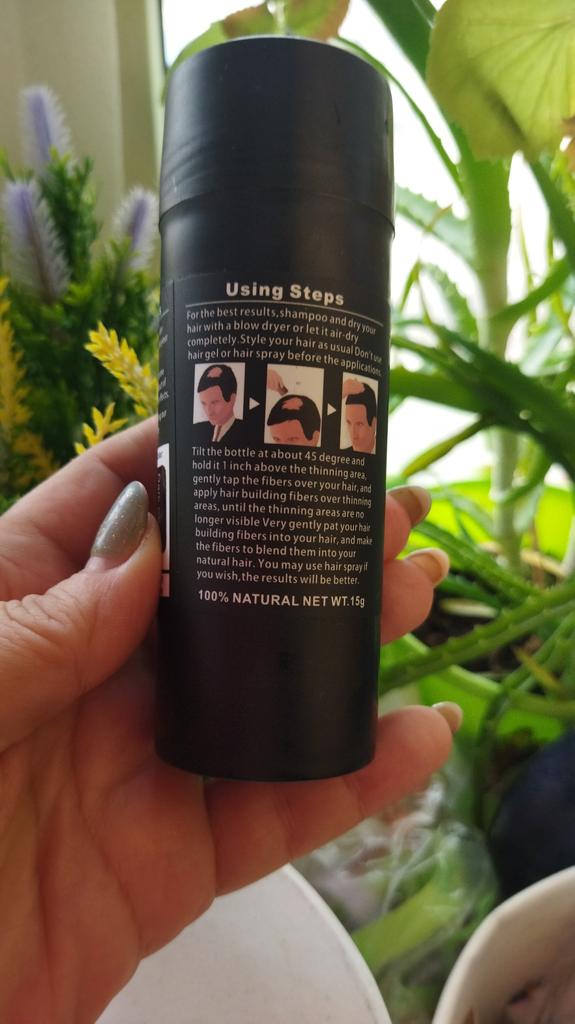 Using Steps
For the best results,shampoo and dry your
hair with a blow dryer or let it air-dry
completely.Style your hair as usual Don't use
hair gel or hair spray before the applications
Tilt the bottle at about 45 degree and
hold it 1 inch above the thinning area,
gently tap the fibers over your hair, and
apply hair building fibers over thinning
areas, until the thinning areas are no
longer visible Very gently pat your hair
building fibers into your hair, and make
the fibers to blend them into your
natural hair. You may use hair spray if
you wish,the results will be better.
100% NATURAL NET WT.15g